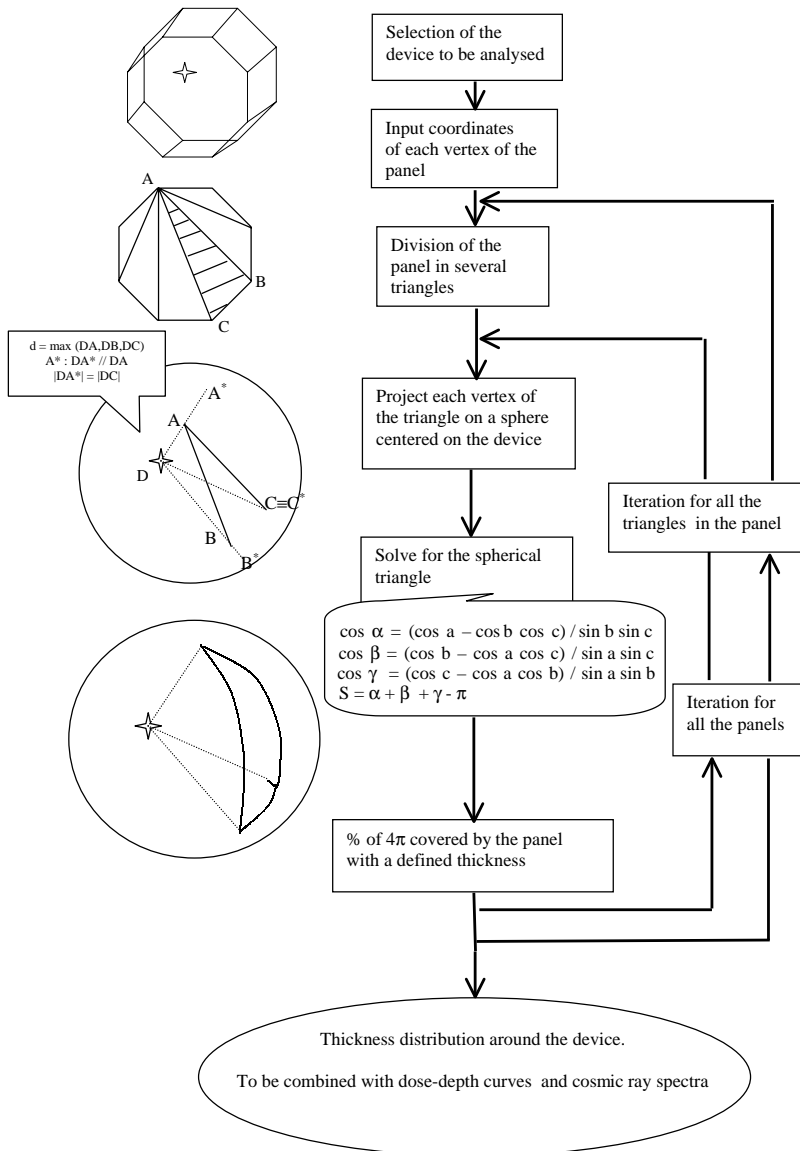 Selection of the
device to be analysed
Input coordinates
of each vertex of the
panel
A
B
C
Division of the
panel in several
triangles
d = max (DA,DB,DC)
A* : DA* // DA
|DA*| = |DC|
A*
A
D
C≡C*
B
B*
Project each vertex of
the triangle on a sphere
centered on the device
Iteration for all the
triangles in the panel
Solve for the spherical
triangle
cos α = (cos a – cos b cos c) / sin b sin c
cos β = (cos b – cos a cos c) / sin a sin c
cos γ = (cos c – cos a cos b) / sin a sin b
S = α + β + γ - π
Iteration for
all the panels
% of 4π covered by the panel
with a defined thickness
Thickness distribution around the device.
To be combined with dose-depth curves and cosmic ray spectra